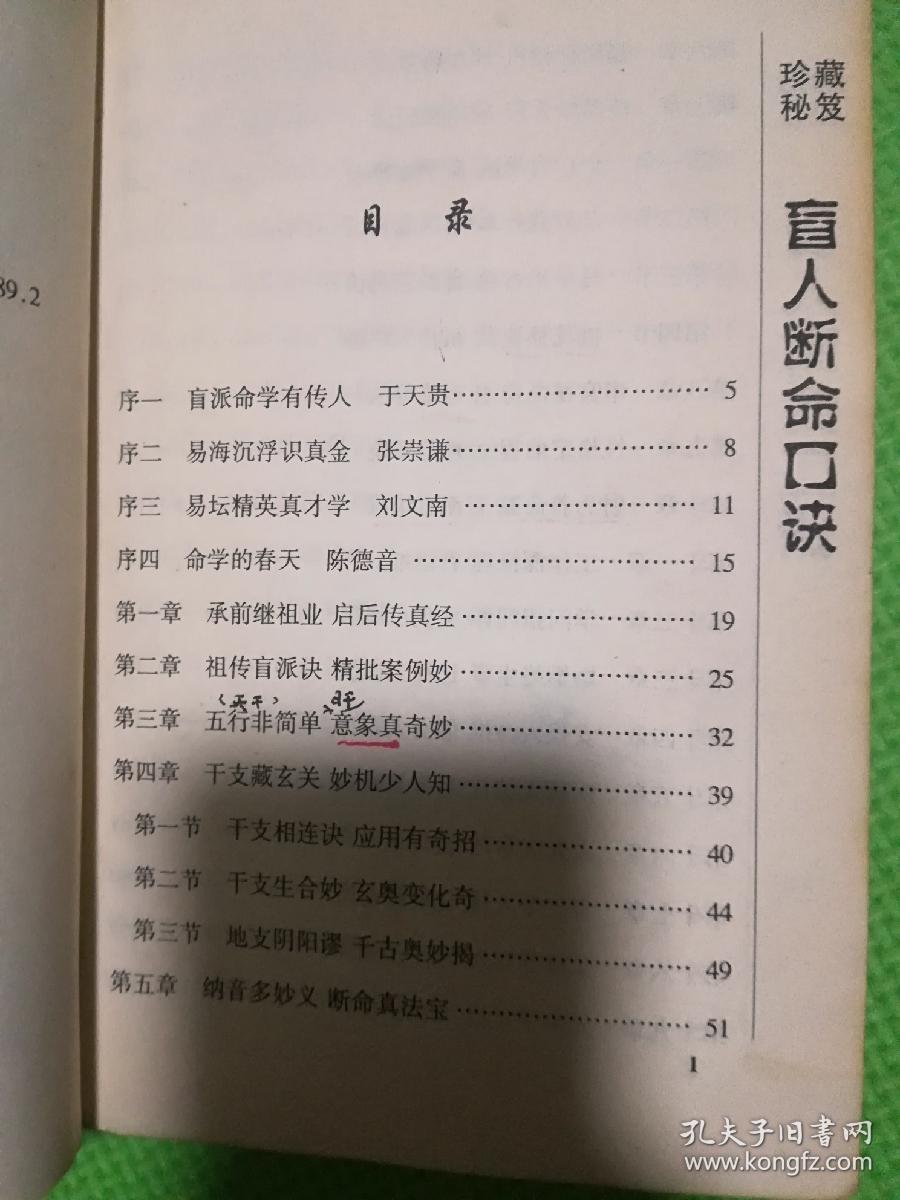 珍藏
秘笈
盲人断命口诀
89.2
目 录
序一 盲派命学有传人 于天贵……………………5
序二 易海沉浮识真金 张崇谦……………………8
序三 易坛精英真才学 刘文南……………………11
序四 命学的春天 陈德音……………………15
第一章 承前继祖业 启后传真经……………………19
第二章 祖传盲派诀 精批案例妙……………………25
(天干) 旺
第三章 五行非简单 意象真奇妙……………………32
第四章 干支藏玄关 妙机少人知……………………39
第一节 干支相连诀 应用有奇招……………………40
第二节 干支生合妙 玄奥变化奇……………………44
第三节 地支阴阳谬 千古奥妙揭……………………49
第五章 纳音多妙义 断命真法宝……………………51
1
孔夫子旧书网
www.kongfz.com